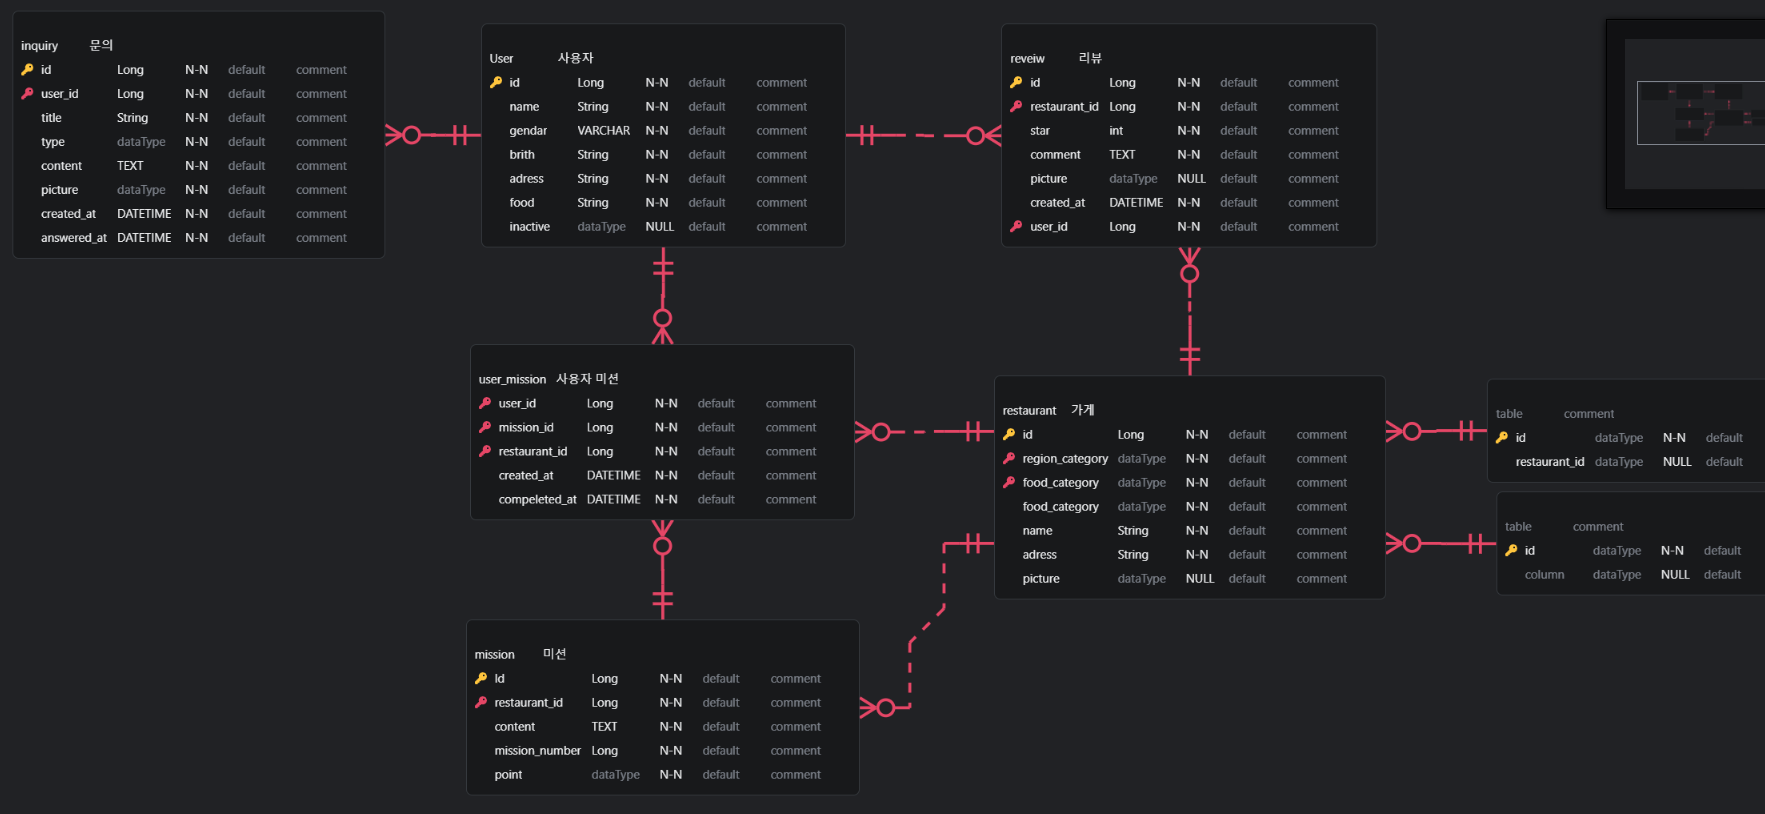 inquiry 문의
id Long N-N default comment
user_id Long N-N default comment
title String N-N default comment
type dataType N-N default comment
content TEXT N-N default comment
picture dataType N-N default comment
created_at DATETIME N-N default comment
answered_at DATETIME N-N default comment
User 사용자
id Long N-N default comment
name String N-N default comment
gendar VARCHAR N-N default comment
brith String N-N default comment
adress String N-N default comment
food String N-N default comment
inactive dataType NULL default comment
reveiw 리뷰
id Long N-N default comment
restaurant_id Long N-N default comment
star int N-N default comment
comment TEXT N-N default comment
picture dataType NULL default comment
created_at DATETIME N-N default comment
user_id Long N-N default comment
user_mission 사용자 미션
user_id Long N-N default comment
mission_id Long N-N default comment
restaurant_id Long N-N default comment
created_at DATETIME N-N default comment
compeleted_at DATETIME N-N default comment
restaurant 가게
id Long N-N default comment
region_category dataType N-N default comment
food_category dataType N-N default comment
food_category dataType N-N default comment
name String N-N default comment
adress String N-N default comment
picture dataType NULL default comment
table comment
id dataType N-N default
restaurant_id dataType NULL default
table comment
id dataType N-N default
column dataType NULL default
mission 미션
Id Long N-N default comment
restaurant_id Long N-N default comment
content TEXT N-N default comment
mission_number Long N-N default comment
point dataType N-N default comment